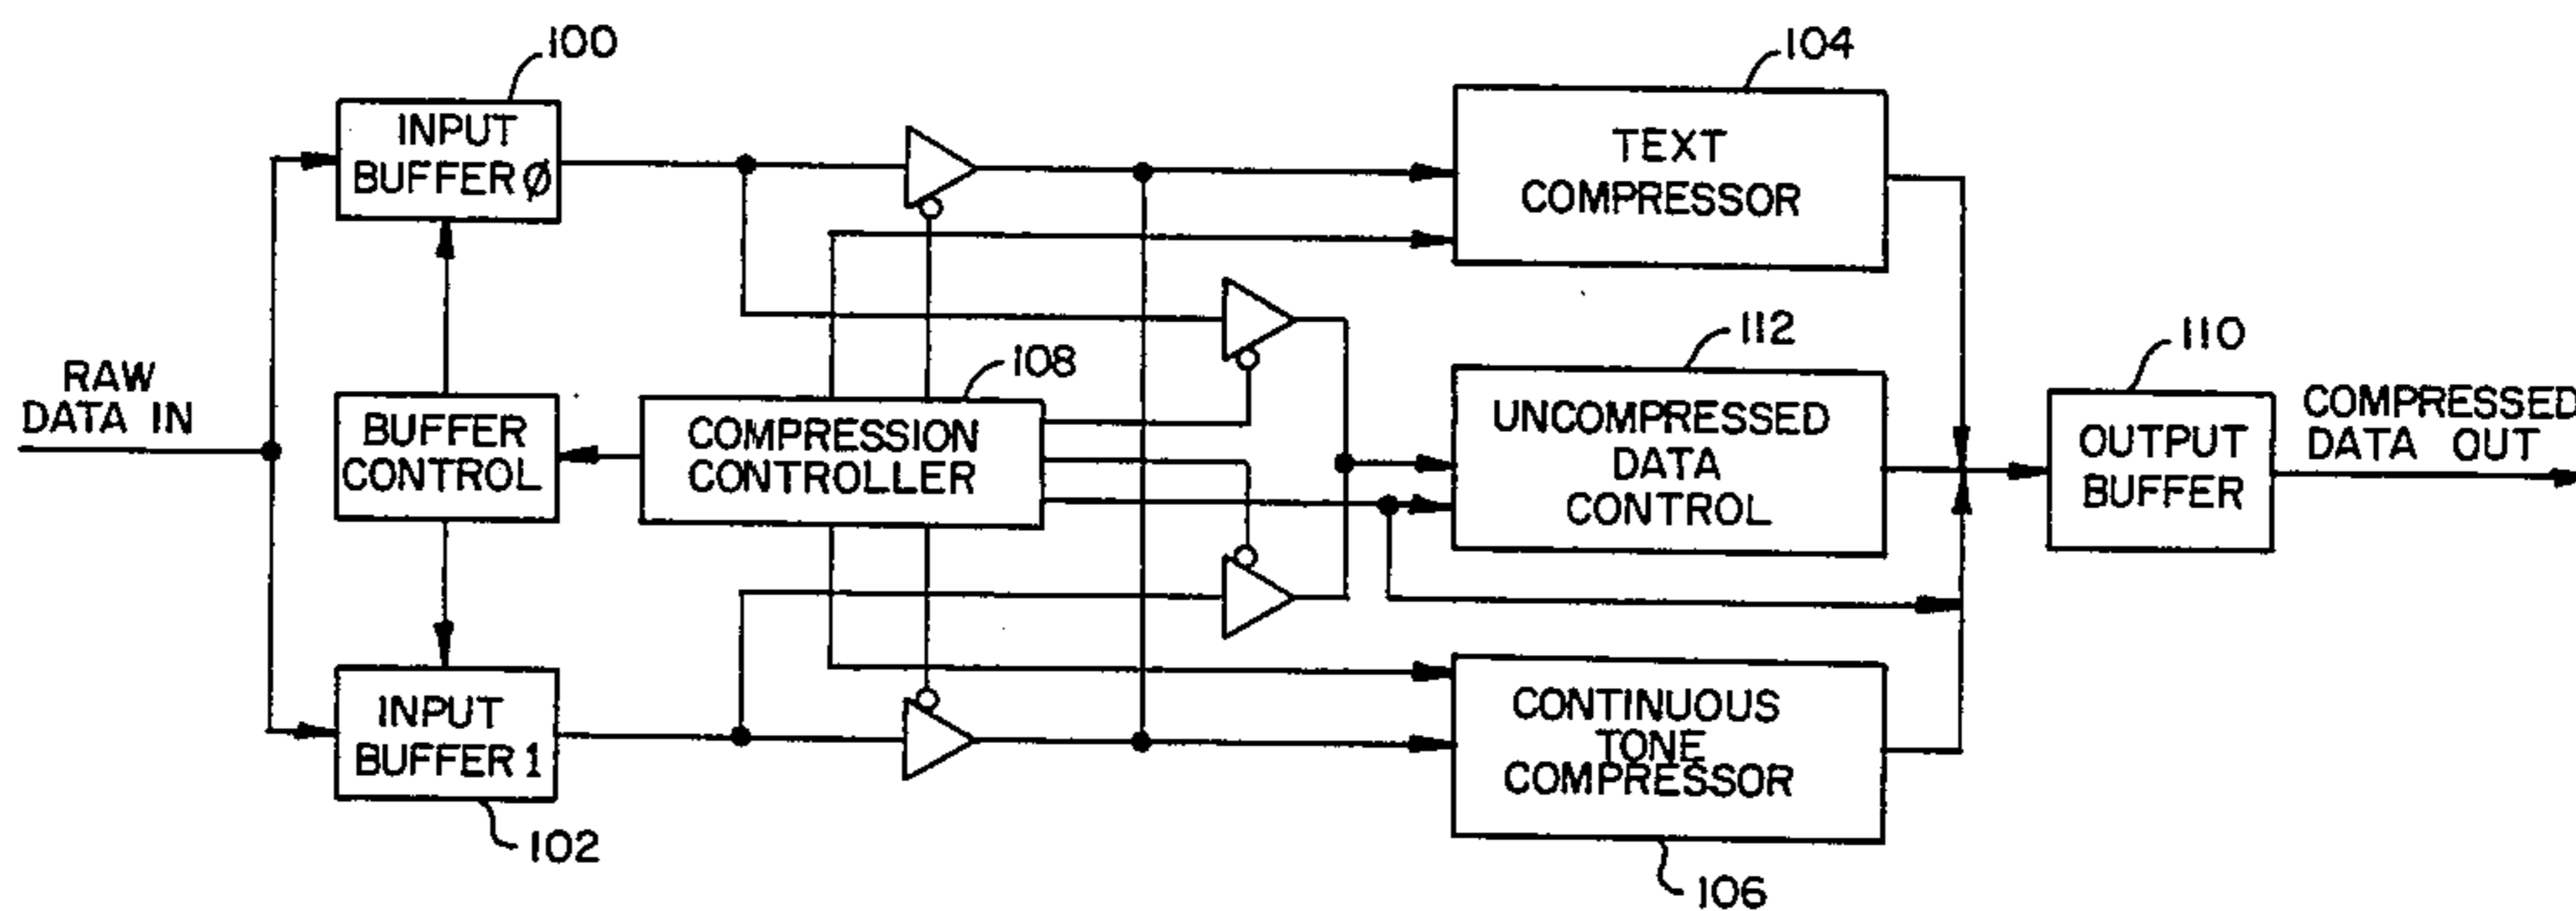 100
INPUT
BUFFER Ø
104
TEXT
COMPRESSOR
RAW
DATA IN
BUFFER
CONTROL
108
COMPRESSION
CONTROLLER
112
UNCOMPRESSED
DATA
CONTROL
110
OUTPUT
BUFFER
COMPRESSED
DATA OUT
INPUT
BUFFER 1
102
CONTINUOUS
TONE
COMPRESSOR
106